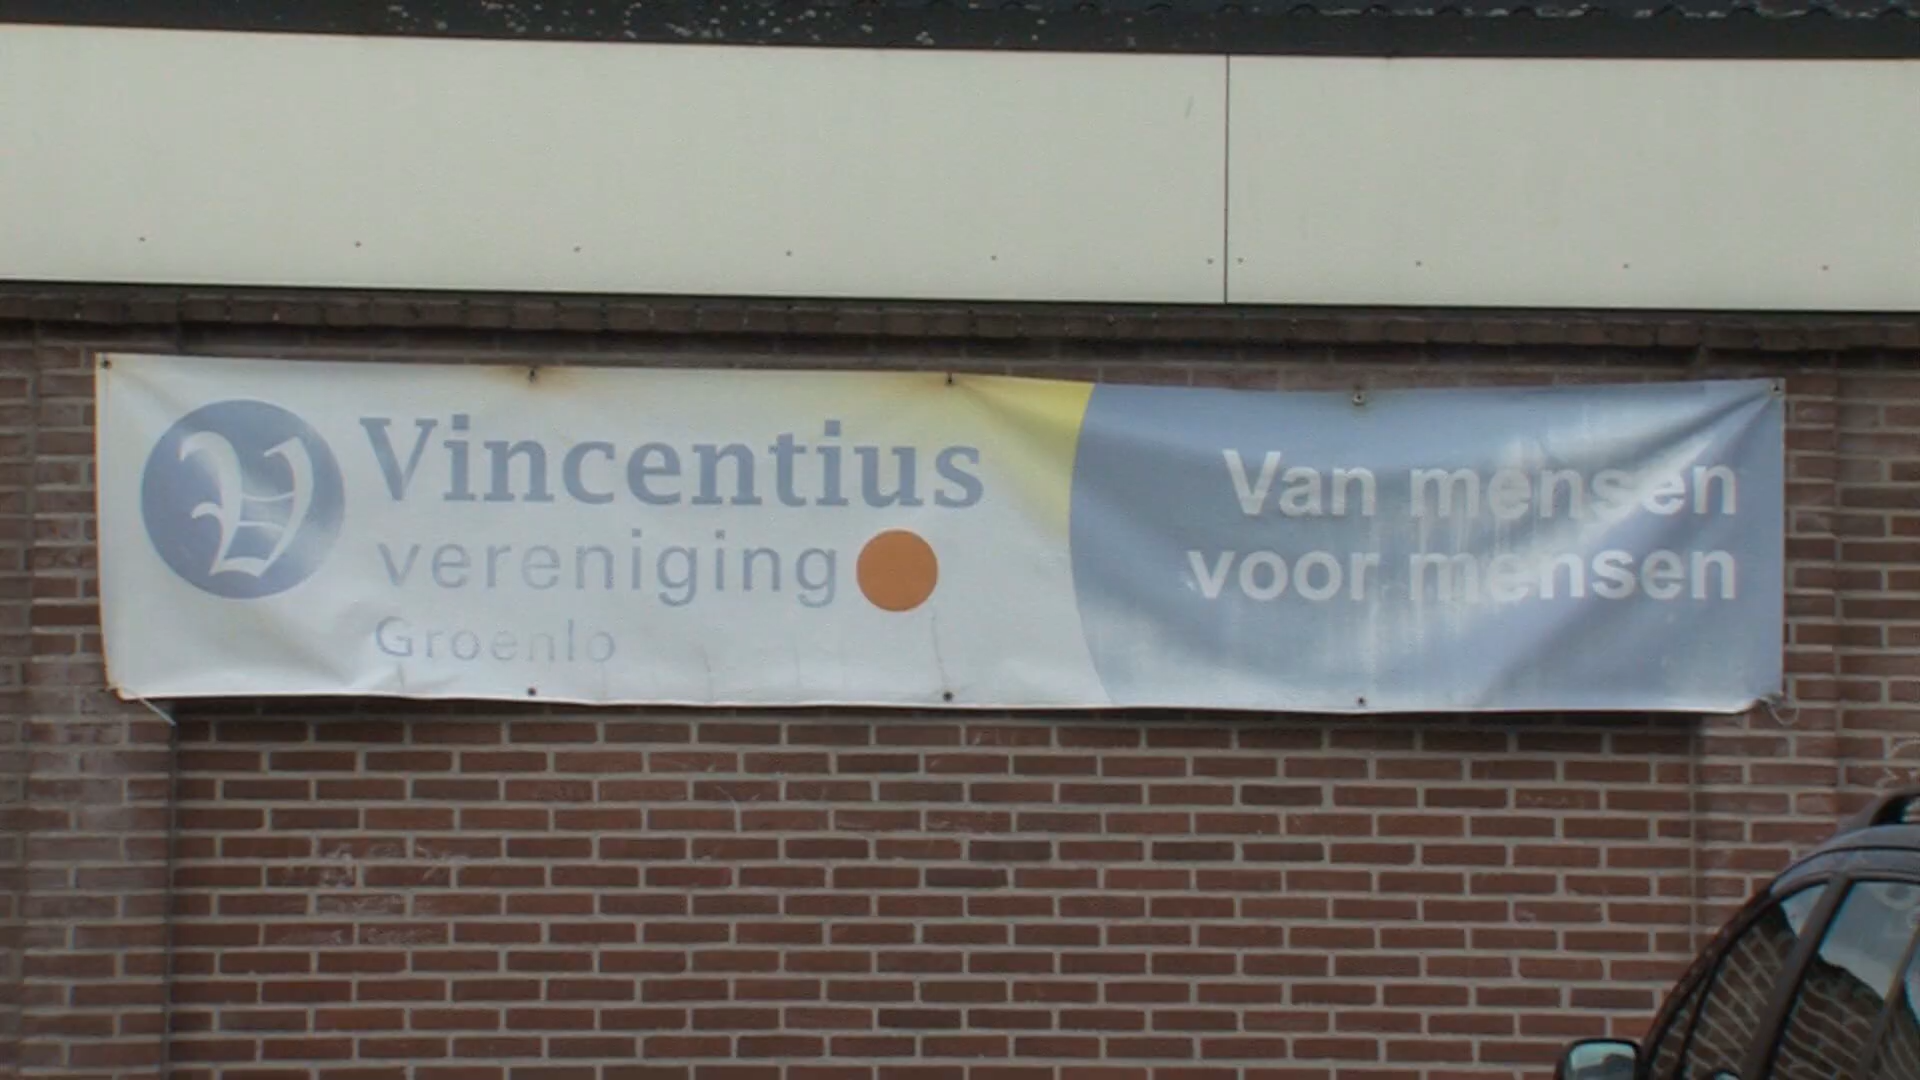 V
Vincentius
vereniging
Groenlo
Van mensen
voor mensen